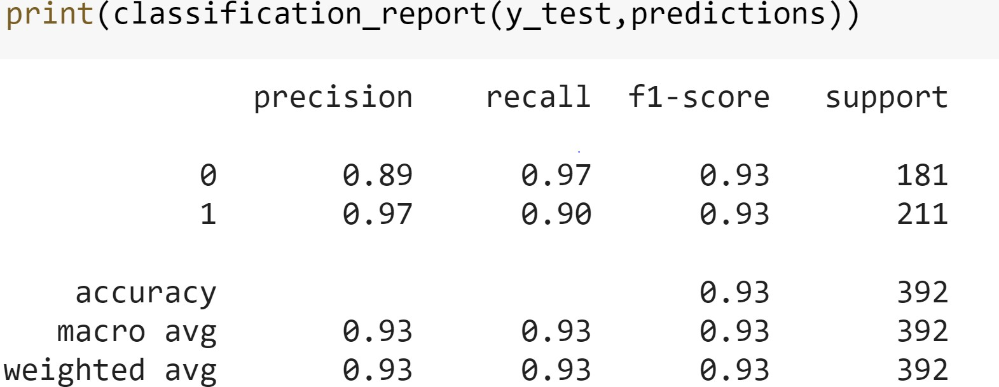 print(classification_report(y_test,predictions))
precision recall f1-score support
0 0.89 0.97 0.93 181
1 0.97 0.90 0.93 211
accuracy 0.93 392
macro avg 0.93 0.93 0.93 392
weighted avg 0.93 0.93 0.93 392